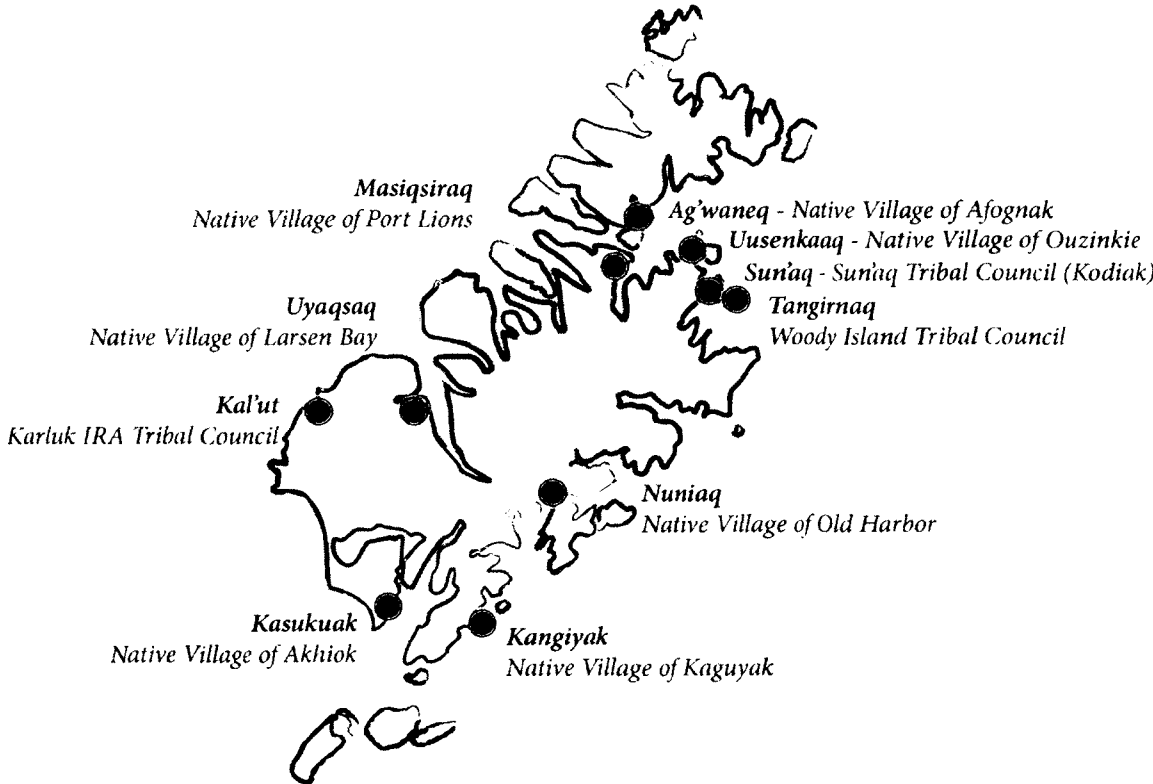 Masiqsiraq
Native Village of Port Lions
Ag'waneq - Native Village of Afognak
Uusenkaaq - Native Village of Ouzinkie
Sun'aq - Sun'aq Tribal Council (Kodiak)
Tangirnaq
Woody Island Tribal Council
Uyaqsaq
Native Village of Larsen Bay
Kal'ut
Karluk IRA Tribal Council
Nuniaq
Native Village of Old Harbor
Kasukuak
Native Village of Akhiok
Kangiyak
Native Village of Kaguyak